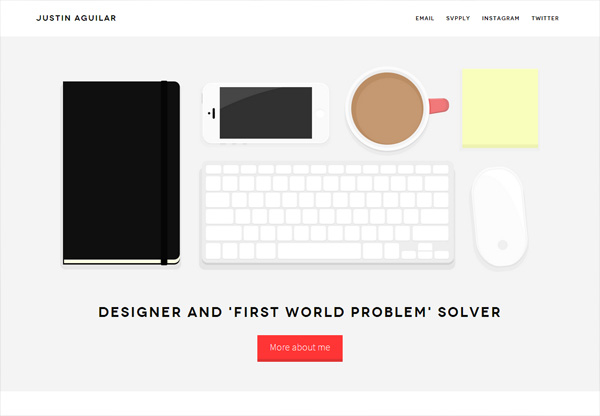 JUSTIN AGUILAR
EMAIL SVPPLY INSTAGRAM TWITTER
DESIGNER AND 'FIRST WORLD PROBLEM' SOLVER
More about me